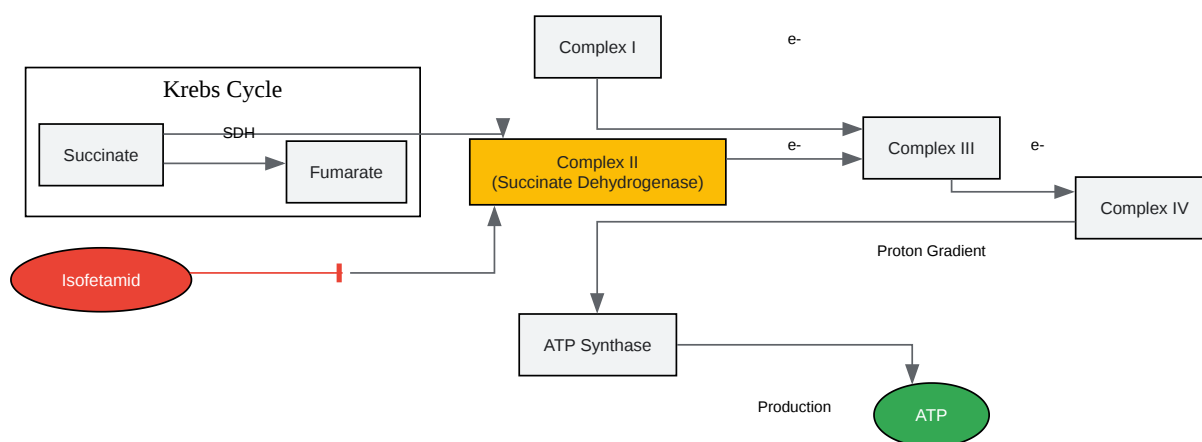 Complex I
e-
Krebs Cycle
SDH
Succinate
Fumarate
Complex II
(Succinate Dehydrogenase)
e-
Complex III
e-
Complex IV
Isofetamid
Proton Gradient
ATP Synthase
Production
ATP